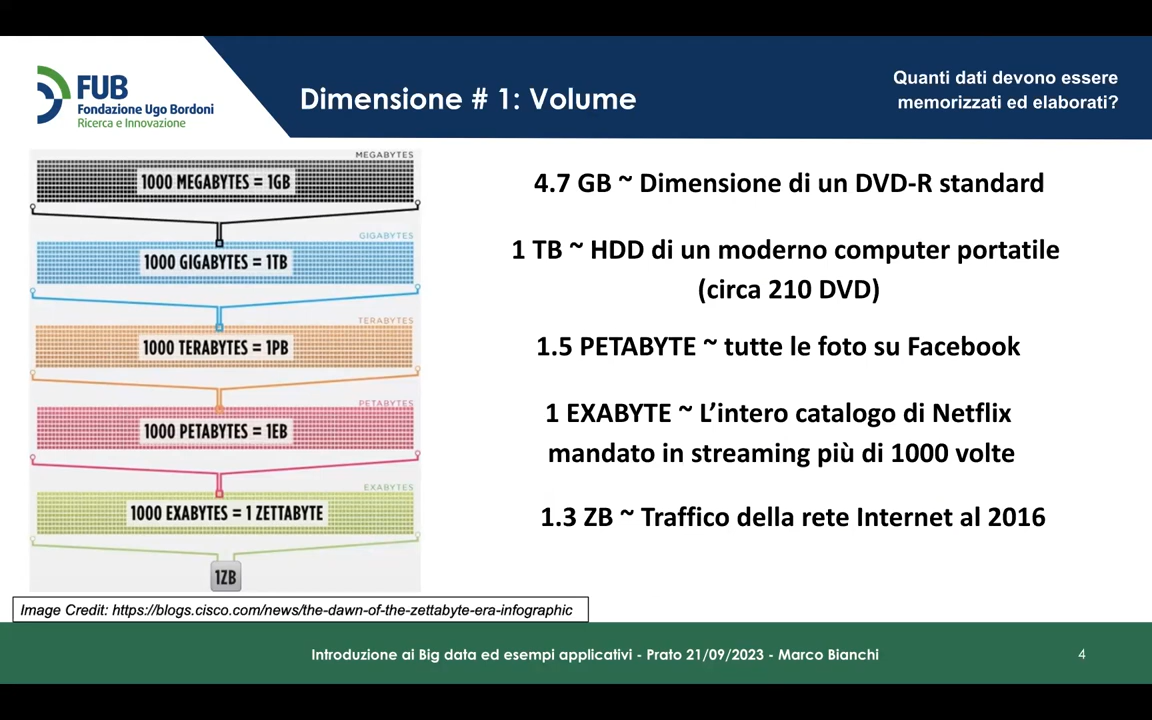 FUB
Fondazione Ugo Bordoni
Ricerca e Innovazione
Dimensione # 1: Volume
Quanti dati devono essere
memorizzati ed elaborati?
MEGABYTES
1000 MEGABYTES = 1GB
GIGABYTES
1000 GIGABYTES = 1TB
TERABYTES
1000 TERABYTES = 1PB
PETABYTES
1000 PETABYTES = 1EB
EXABYTES
1000 EXABYTES = 1 ZETTABYTE
1ZB
Image Credit: https://blogs.cisco.com/news/the-dawn-of-the-zettabyte-era-infographic
4.7 GB ~ Dimensione di un DVD-R standard
1 TB ~ HDD di un moderno computer portatile
(circa 210 DVD)
1.5 PETABYTE ~ tutte le foto su Facebook
1 EXABYTE ~ L’intero catalogo di Netflix
mandato in streaming più di 1000 volte
1.3 ZB ~ Traffico della rete Internet al 2016
Introduzione ai Big data ed esempi applicativi - Prato 21/09/2023 - Marco Bianchi
4